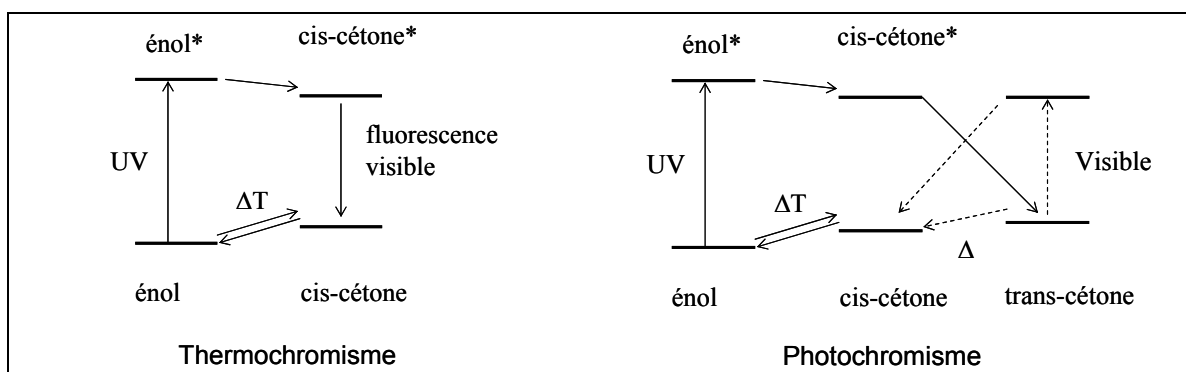 énol*
cis-cétone*
UV
fluorescence
visible
ΔT
énol
cis-cétone
Thermochromisme
énol*
cis-cétone*
UV
Visible
ΔT
Δ
énol
cis-cétone
trans-cétone
Photochromisme